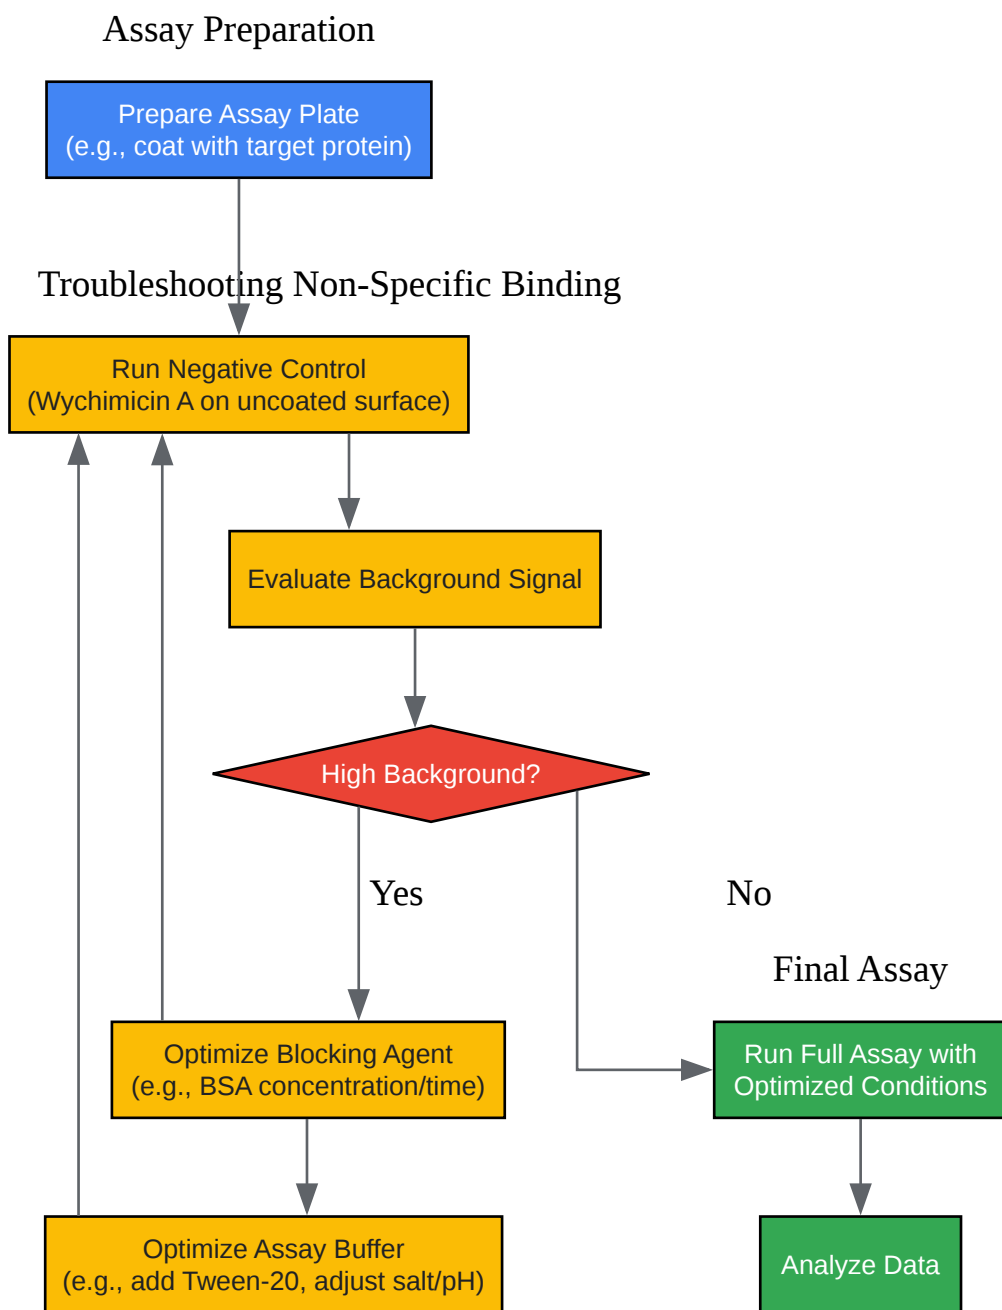 Assay Preparation
Prepare Assay Plate
(e.g., coat with target protein)
Troubleshooting Non-Specific Binding
Run Negative Control
(Wychimicin A on uncoated surface)
Evaluate Background Signal
High Background?
Yes
No
Final Assay
Optimize Blocking Agent
(e.g., BSA concentration/time)
Run Full Assay with
Optimized Conditions
Optimize Assay Buffer
(e.g., add Tween-20, adjust salt/pH)
Analyze Data